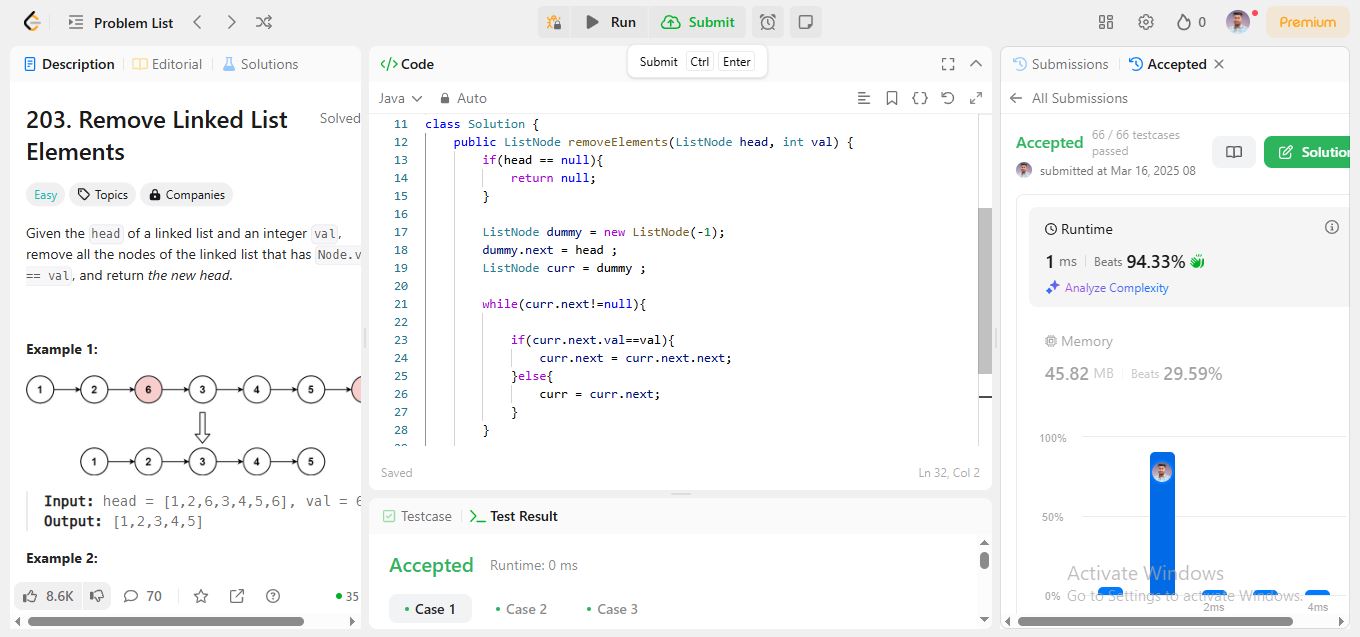 Problem List
Run
Submit
0
Premium
Submit Ctrl Enter
Description
Editorial
Solutions
203. Remove Linked List
Elements
Solved
Easy
Topics
Companies
Given the head of a linked list and an integer val,
remove all the nodes of the linked list that has Node.v
== val, and return the new head.
Example 1:
1 2 6 3 4 5
1 2 3 4 5
Input: head = [1,2,6,3,4,5,6], val = 6
Output: [1,2,3,4,5]
Example 2:
8.6K
70
35
</>Code
Java
Auto
11 class Solution {
12 public ListNode removeElements(ListNode head, int val) {
13 if(head == null){
14 return null;
15 }
16
17 ListNode dummy = new ListNode(-1);
18 dummy.next = head ;
19 ListNode curr = dummy ;
20
21 while(curr.next!=null){
22
23 if(curr.next.val==val){
24 curr.next = curr.next.next;
25 }else{
26 curr = curr.next;
27 }
28 }
Saved
Ln 32, Col 2
Testcase
Test Result
Accepted
Runtime: 0 ms
Case 1
Case 2
Case 3
Submissions
Accepted
All Submissions
Accepted
66 / 66 testcases
passed
submitted at Mar 16, 2025 08
Solution
Runtime
1 ms
Beats 94.33%
Analyze Complexity
Memory
45.82 MB
Beats 29.59%
100%
50%
0%
2ms
4ms
Activate Windows
Go to Settings to activate Windows.